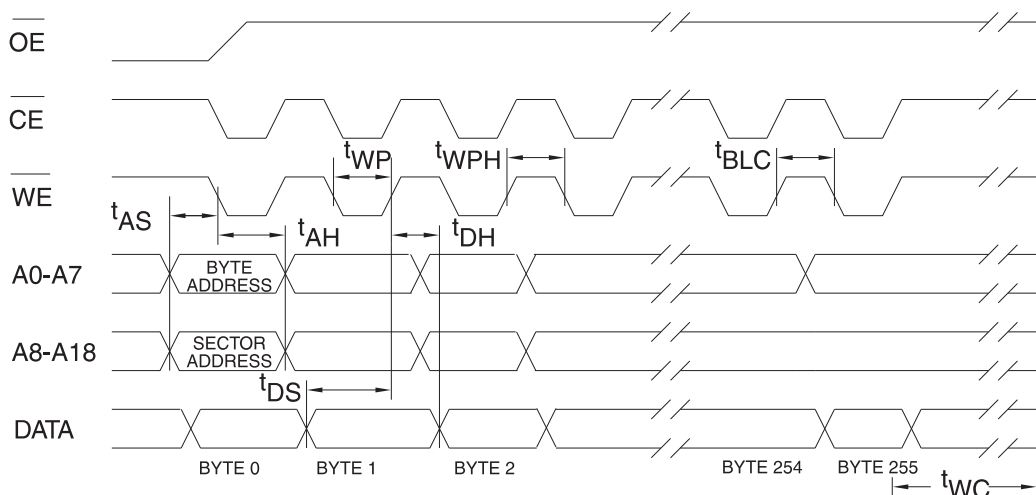 OE
CE
tWP
tWPH
tBLC
WE
tAS
tAH
tDH
A0-A7
BYTE
ADDRESS
A8-A18
SECTOR
ADDRESS
tDS
DATA
BYTE 0
BYTE 1
BYTE 2
BYTE 254
BYTE 255
tWC